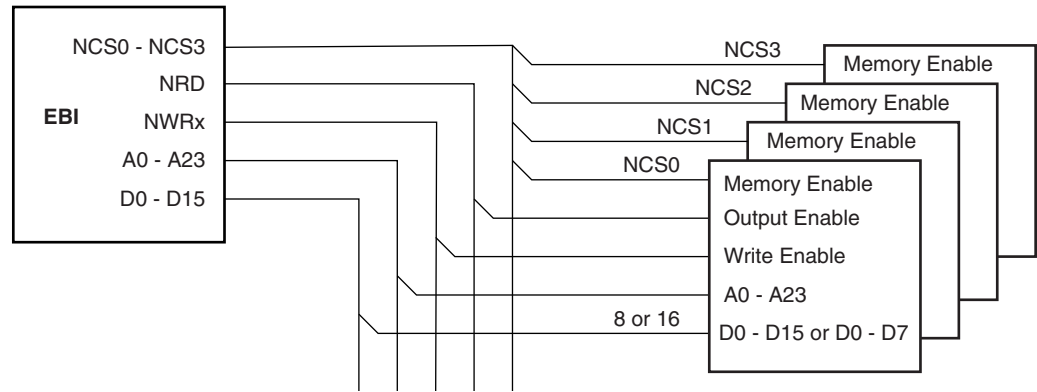 NCS0 - NCS3
NRD
EBI
NWRx
A0 - A23
D0 - D15
NCS3
Memory Enable
NCS2
Memory Enable
NCS1
Memory Enable
NCS0
Memory Enable
Output Enable
Write Enable
A0 - A23
8 or 16
D0 - D15 or D0 - D7